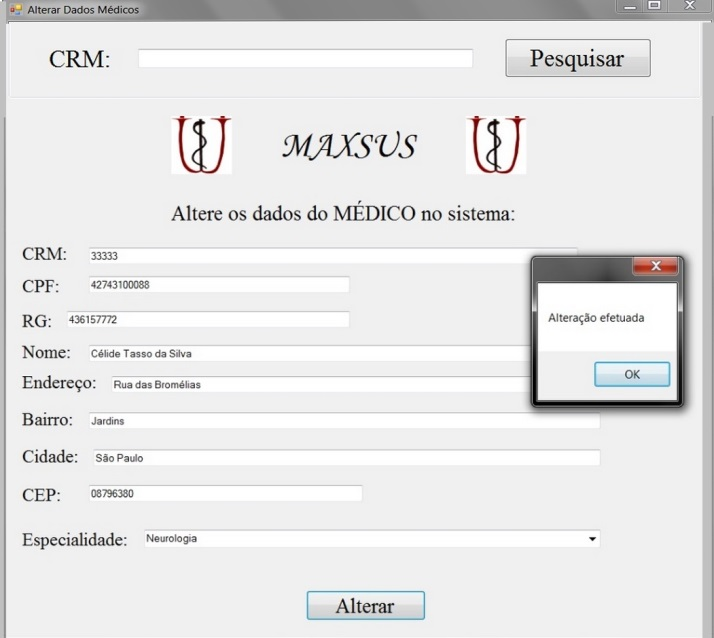 Alterar Dados Médicos
CRM:
Pesquisar
MAXSUS
Altere os dados do MÉDICO no sistema:
CRM: 33333
CPF: 42743100088
RG: 436157772
Nome: Célide Tasso da Silva
Endereço: Rua das Bromélias
Bairro: Jardins
Cidade: São Paulo
CEP: 08796380
Especialidade: Neurologia
Alterar
Alteração efetuada
OK